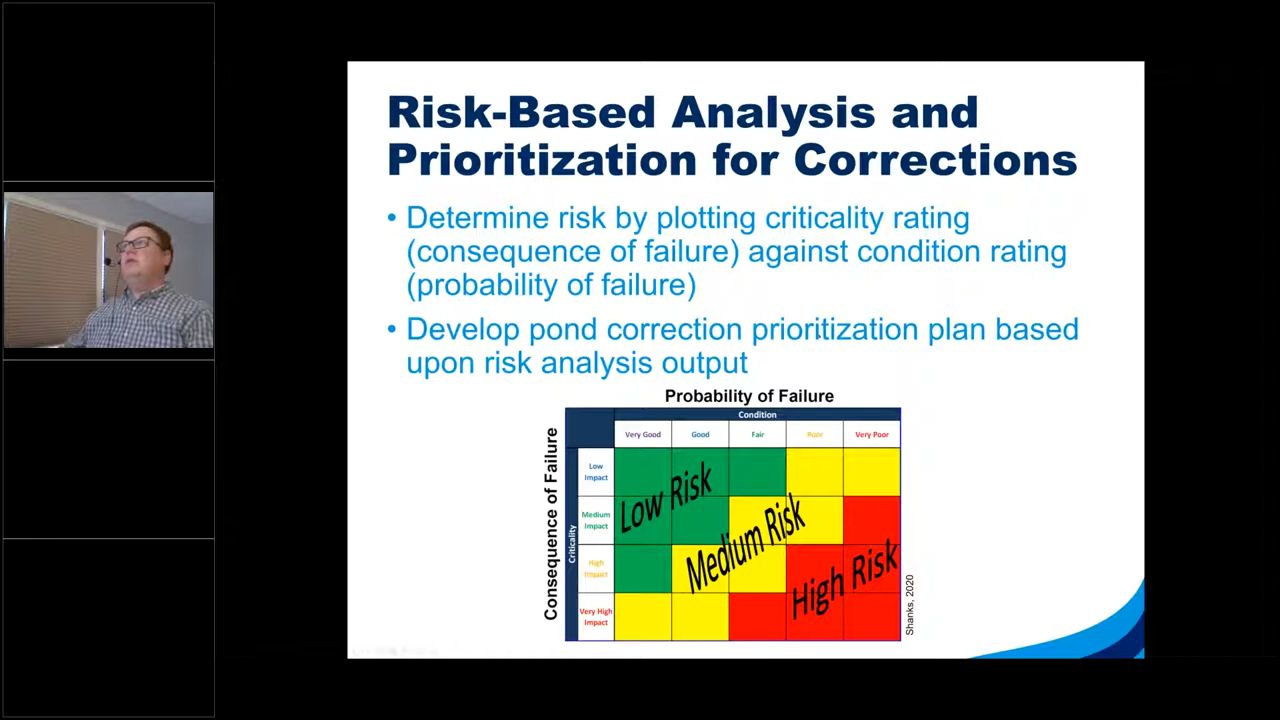 Risk-Based Analysis and
Prioritization for Corrections
• Determine risk by plotting criticality rating
(consequence of failure) against condition rating
(probability of failure)
• Develop pond correction prioritization plan based
upon risk analysis output
Probability of Failure
Condition
Very Good Good Fair Poor Very Poor
Consequence of Failure
Criticality
Low
Impact
Medium
Impact
High
Impact
Very High
Impact
Low Risk
Medium Risk
High Risk
Shanks, 2020